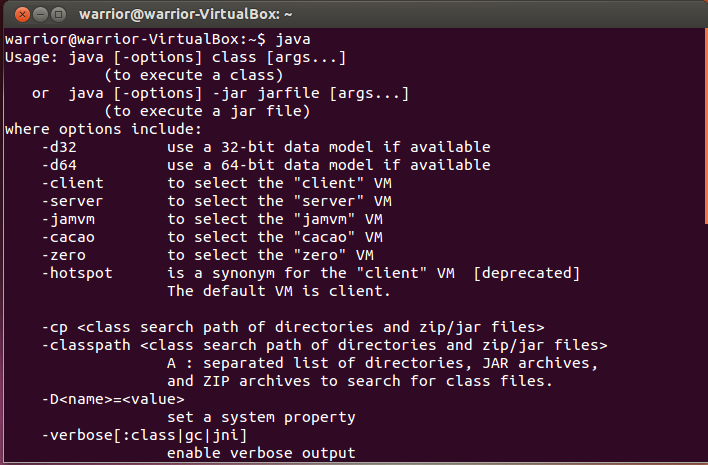 warrior@warrior-VirtualBox: ~
warrior@warrior-VirtualBox:~$ java
Usage: java [-options] class [args...]
           (to execute a class)
   or  java [-options] -jar jarfile [args...]
           (to execute a jar file)
where options include:
    -d32          use a 32-bit data model if available
    -d64          use a 64-bit data model if available
    -client       to select the "client" VM
    -server       to select the "server" VM
    -jamvm        to select the "jamvm" VM
    -cacao        to select the "cacao" VM
    -zero         to select the "zero" VM
    -hotspot      is a synonym for the "client" VM  [deprecated]
                  The default VM is client.

    -cp <class search path of directories and zip/jar files>
    -classpath <class search path of directories and zip/jar files>
                  A : separated list of directories, JAR archives,
                  and ZIP archives to search for class files.
    -D<name>=<value>
                  set a system property
    -verbose[:class|gc|jni]
                  enable verbose output